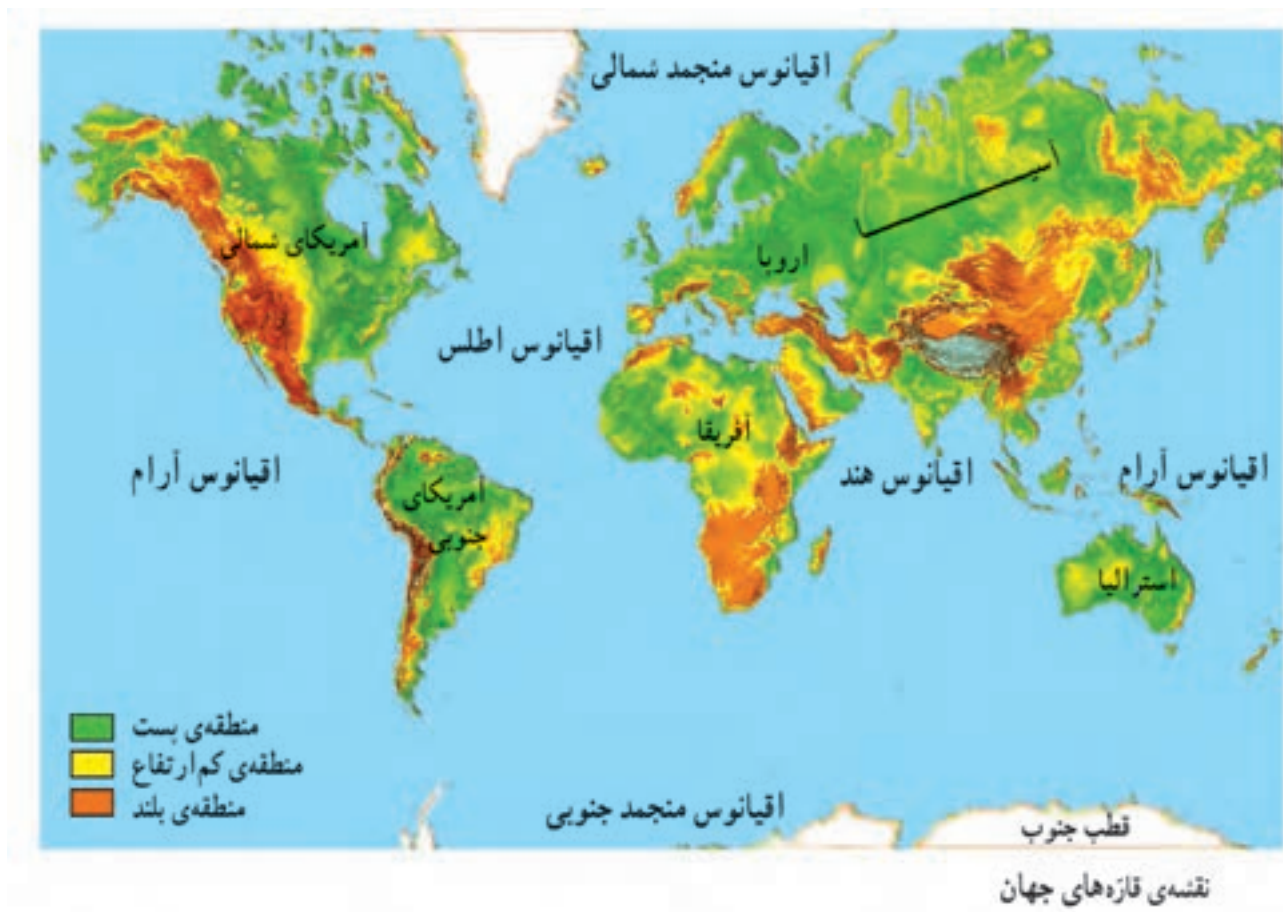 اقیانوس منجمد شمالی
آسیا
آمریکای شمالی
اروپا
اقیانوس اطلس
آفریقا
اقیانوس آرام
اقیانوس هند
اقیانوس آرام
آمریکای
جنوبی
استرالیا
منطقه‌ی پست
منطقه‌ی کم ارتفاع
منطقه‌ی بلند
اقیانوس منجمد جنوبی
قطب جنوب
نقشه‌ی قاره‌های جهان